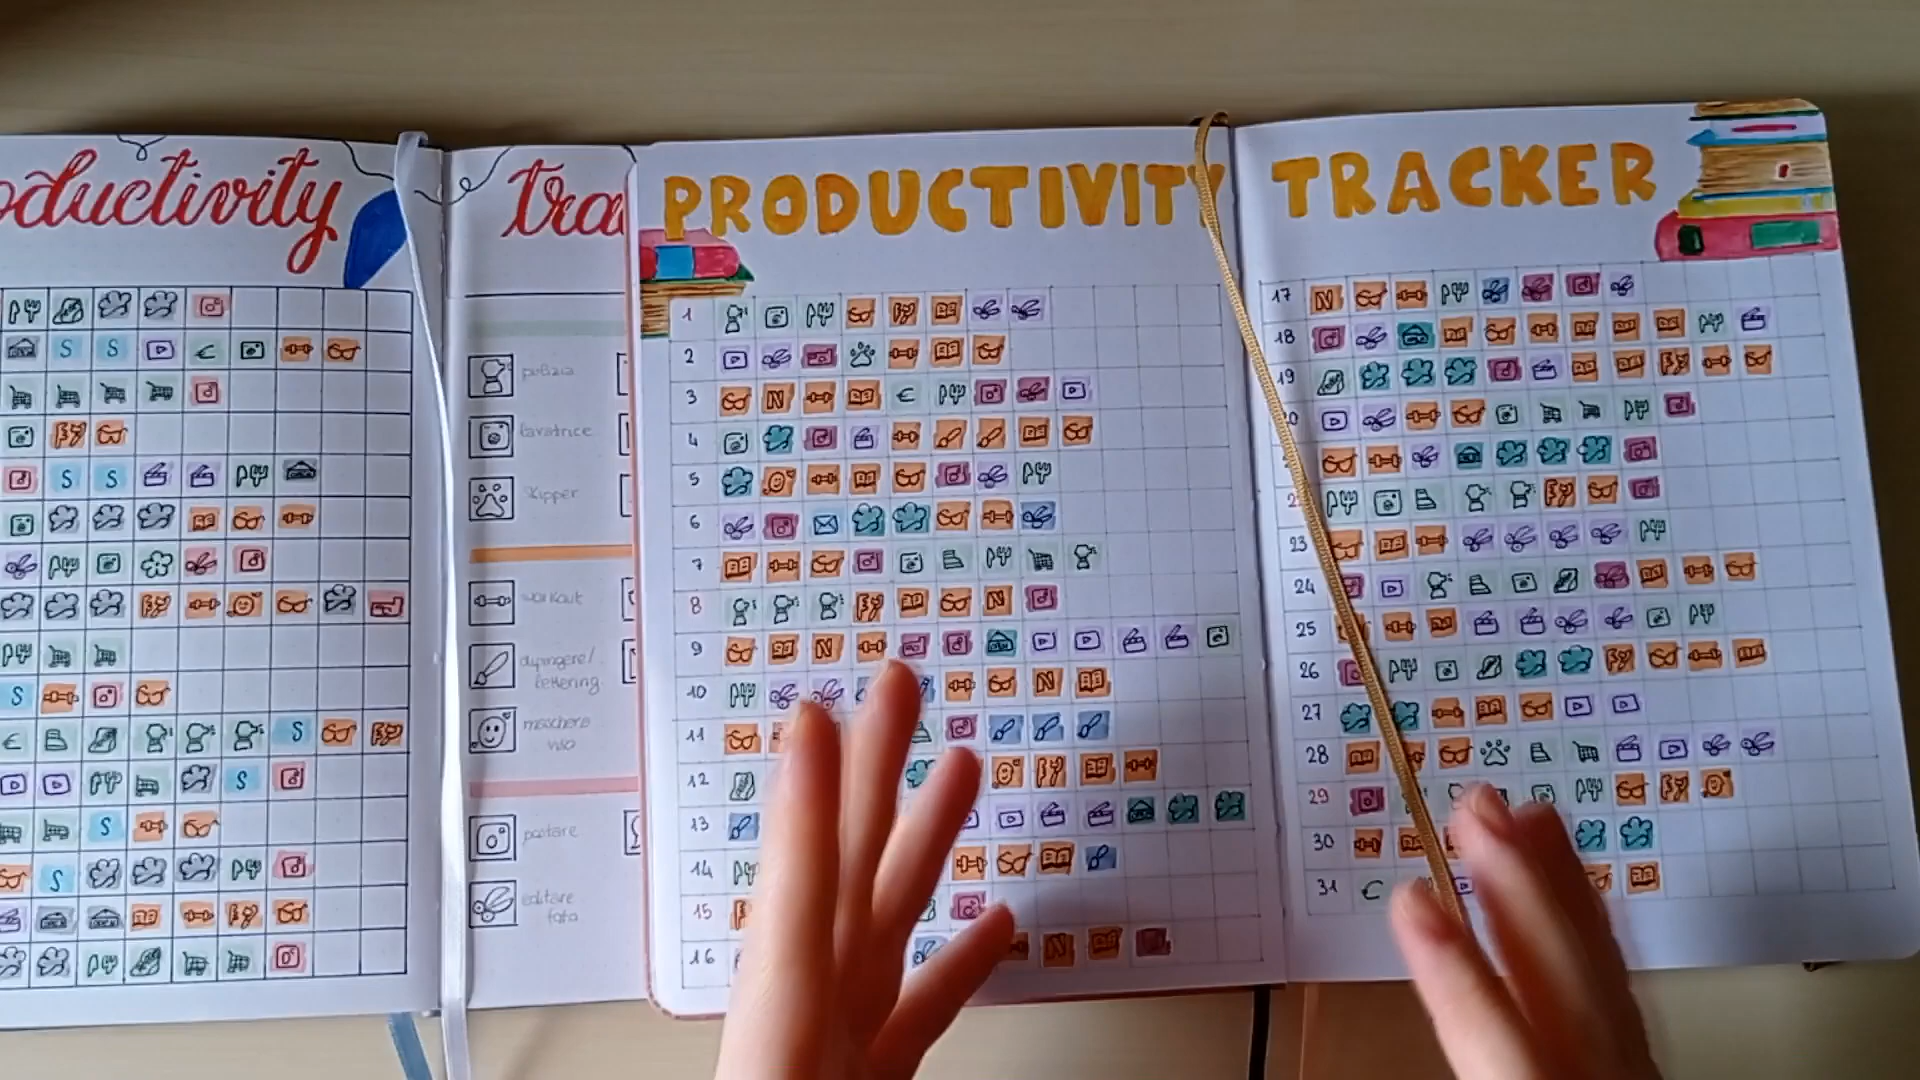 oductivity
tra
PRODUCTIVITY TRACKER
pulizia
lavatrice
Skipper
workout
dipingere/
lettering
maschera
viso
postare
editare
foto
1
2
3
4
5
6
7
8
9
10
11
12
13
14
15
16
17
18
19
23
24
25
26
27
28
29
30
31